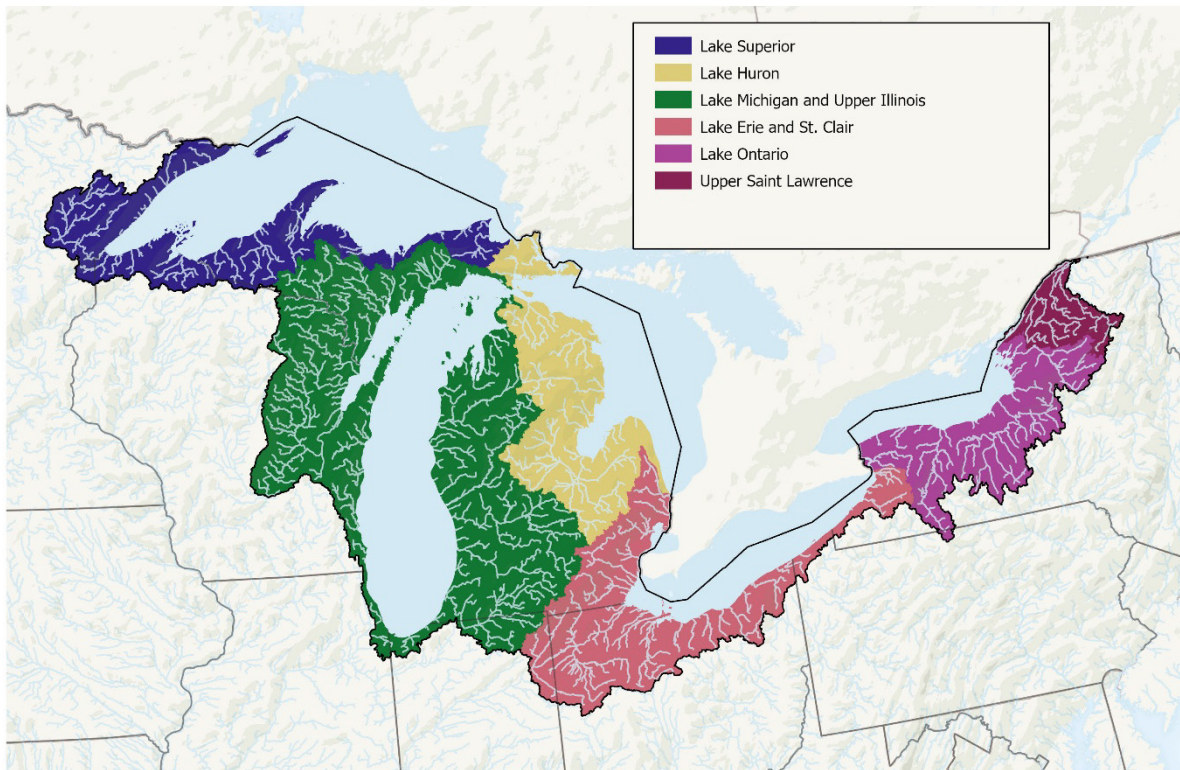 Lake Superior
Lake Huron
Lake Michigan and Upper Illinois
Lake Erie and St. Clair
Lake Ontario
Upper Saint Lawrence